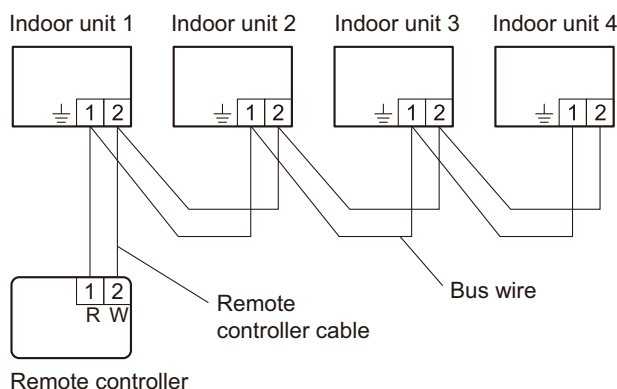 Indoor unit 1 Indoor unit 2 Indoor unit 3 Indoor unit 4
1 2 1 2 1 2 1 2
1 2
R W
Remote
controller cable
Bus wire
Remote controller